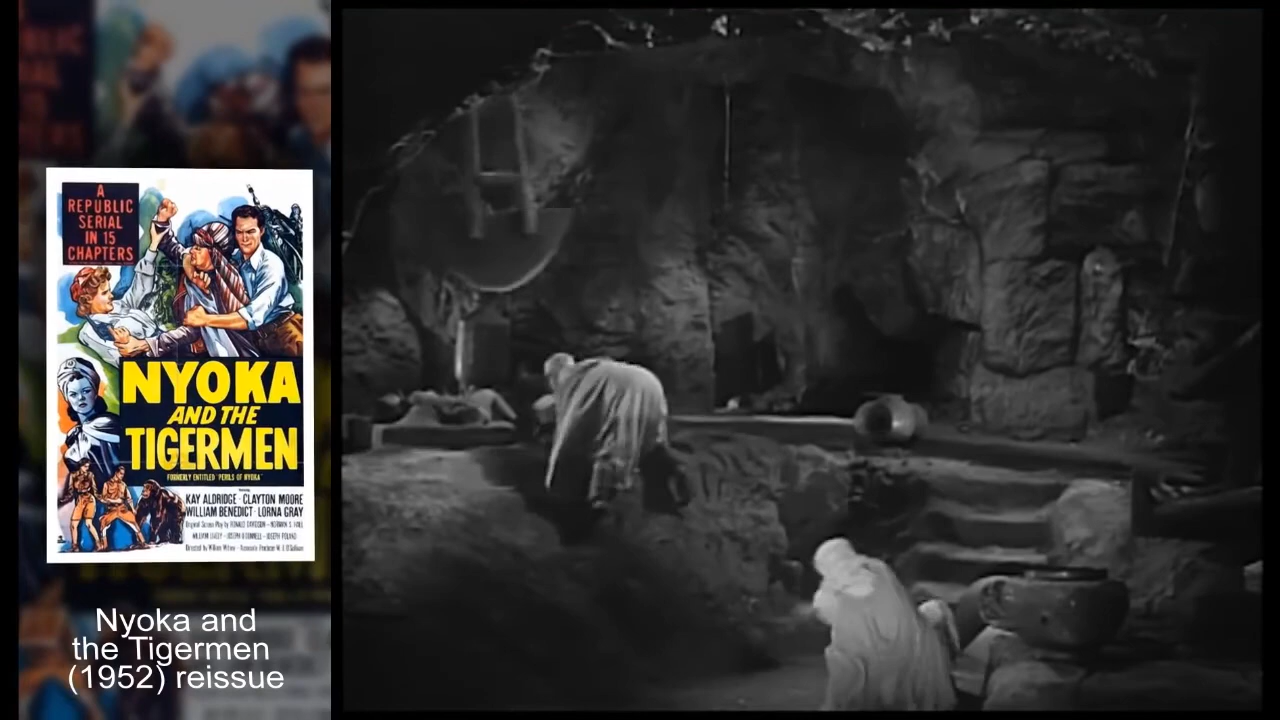 A
REPUBLIC
SERIAL
IN 15
CHAPTERS
NYOKA
AND THE
TIGERMEN
FORMERLY ENTITLED "PERILS OF NYOKA"
KAY ALDRIDGE · CLAYTON MOORE
WILLIAM BENEDICT · LORNA GRAY
Nyoka and
the Tigermen
(1952) reissue